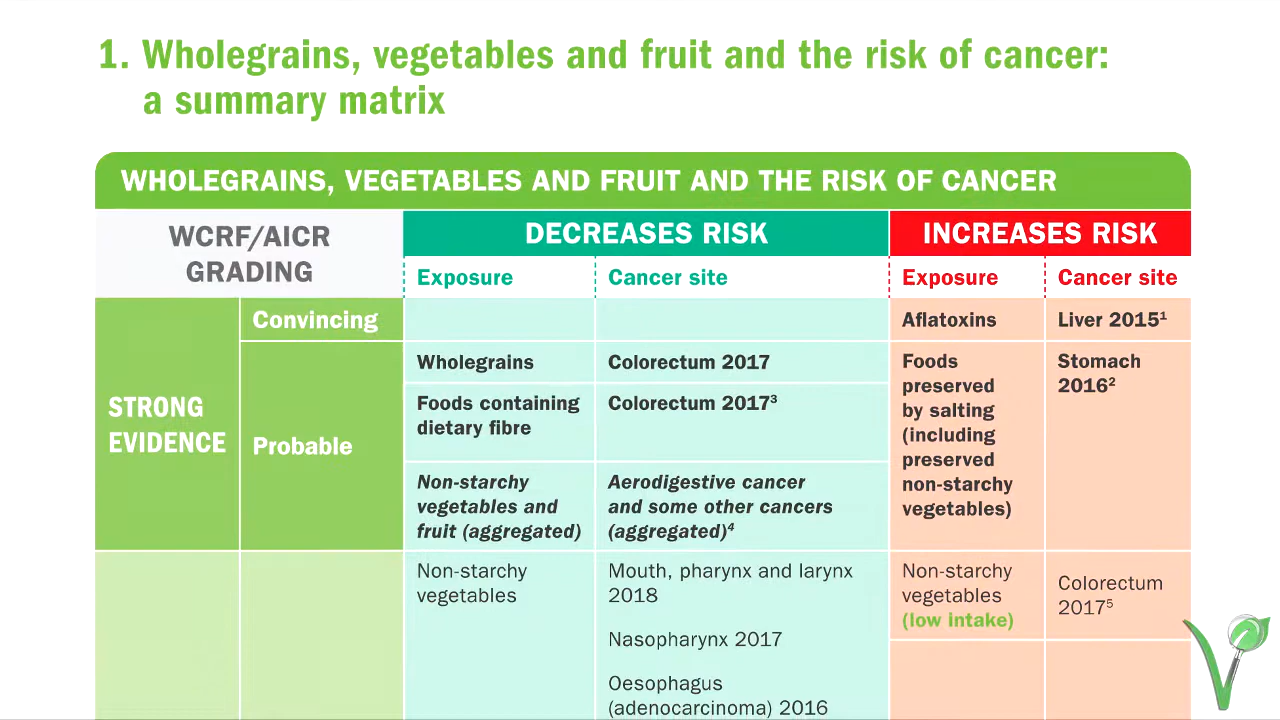 1. Wholegrains, vegetables and fruit and the risk of cancer:
a summary matrix
WHOLEGRAINS, VEGETABLES AND FRUIT AND THE RISK OF CANCER
WCRF/AICR
GRADING
DECREASES RISK
INCREASES RISK
Exposure
Cancer site
Exposure
Cancer site
STRONG
EVIDENCE
Convincing
Aflatoxins
Liver 2015¹
Probable
Wholegrains
Colorectum 2017
Foods containing
dietary fibre
Colorectum 2017³
Non-starchy
vegetables and
fruit (aggregated)
Aerodigestive cancer
and some other cancers
(aggregated)⁴
Foods
preserved
by salting
(including
preserved
non-starchy
vegetables)
Stomach
2016²
Non-starchy
vegetables
Mouth, pharynx and larynx
2018
Nasopharynx 2017
Oesophagus
(adenocarcinoma) 2016
Non-starchy
vegetables
(low intake)
Colorectum
2017⁵